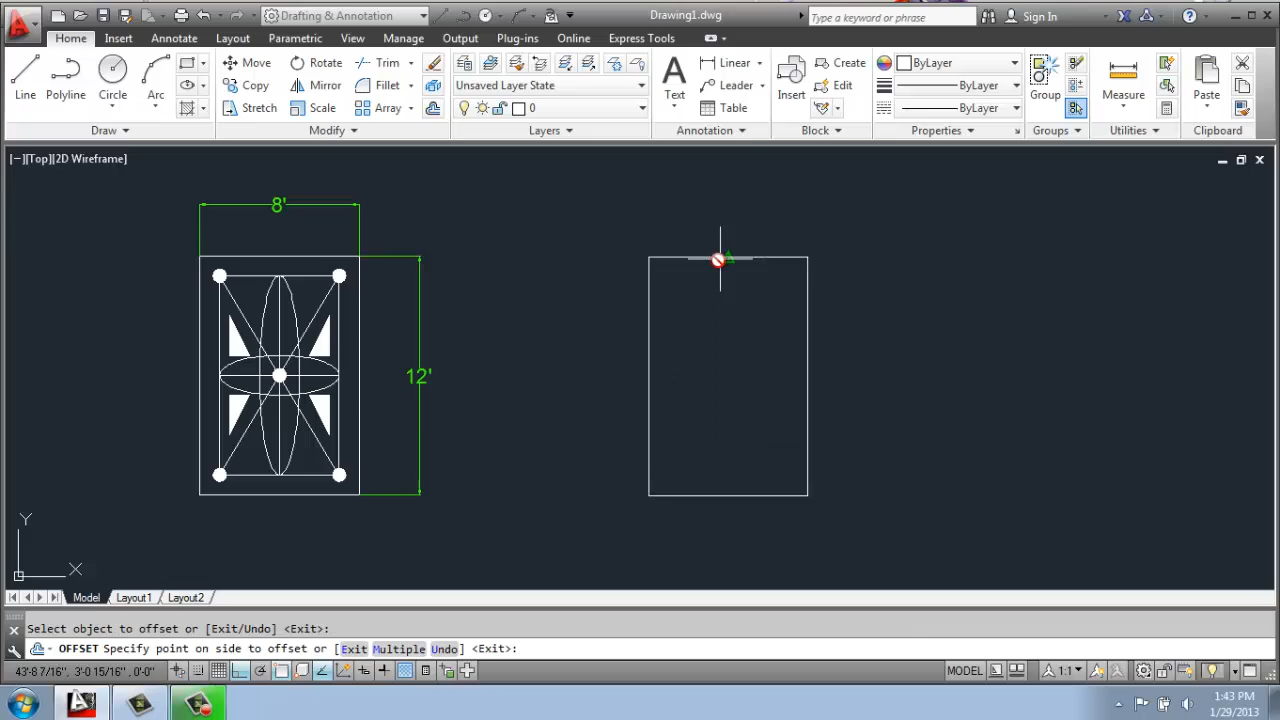 Drafting & Annotation
Drawing1.dwg
Type a keyword or phrase
Sign In
Home Insert Annotate Layout Parametric View Manage Output Plug-ins Online Express Tools
Line Polyline Circle Arc
Move Rotate Trim
Copy Mirror Fillet
Stretch Scale Array
Unsaved Layer State
0
Text
Linear
Leader
Table
Insert
Create
Edit
ByLayer
ByLayer
ByLayer
Group
Measure
Paste
Draw Modify Layers Annotation Block Properties Groups Utilities Clipboard
[−][Top][2D Wireframe]
8'
12'
Y
X
Model Layout1 Layout2
Select object to offset or [Exit/Undo] <Exit>:
OFFSET Specify point on side to offset or [Exit Multiple Undo] <Exit>:
43'-8 7/16", 3'-0 15/16", 0'-0"
MODEL
1:1
1:43 PM
1/29/2013